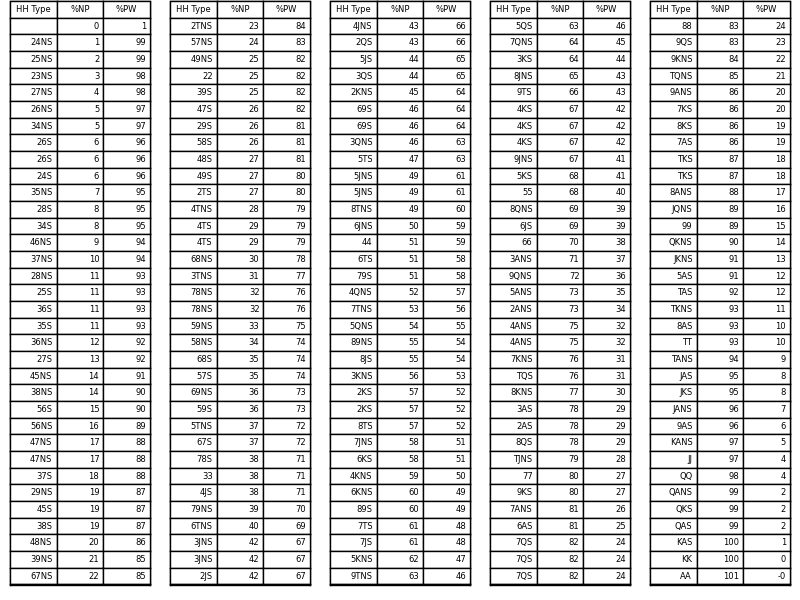 HH Type %NP %PW
0 1
24NS 1 99
25NS 2 99
23NS 3 98
27NS 4 98
26NS 5 97
34NS 5 97
26S 6 96
26S 6 96
24S 6 96
35NS 7 95
28S 8 95
34S 8 95
46NS 9 94
37NS 10 94
28NS 11 93
25S 11 93
36S 11 93
35S 11 93
36NS 12 92
27S 13 92
45NS 14 91
38NS 14 90
56S 15 90
56NS 16 89
47NS 17 88
47NS 17 88
37S 18 88
29NS 19 87
45S 19 87
38S 19 87
48NS 20 86
39NS 21 85
67NS 22 85
HH Type %NP %PW
2TNS 23 84
57NS 24 83
49NS 25 82
22 25 82
39S 25 82
47S 26 82
29S 26 81
58S 26 81
48S 27 81
49S 27 80
2TS 27 80
4TNS 28 79
4TS 29 79
4TS 29 79
68NS 30 78
3TNS 31 77
78NS 32 76
78NS 32 76
59NS 33 75
58NS 34 74
68S 35 74
57S 35 74
69NS 36 73
59S 36 73
5TNS 37 72
67S 37 72
78S 38 71
33 38 71
4JS 38 71
79NS 39 70
6TNS 40 69
3JNS 42 67
3JNS 42 67
2JS 42 67
HH Type %NP %PW
4JNS 43 66
2QS 43 66
5JS 44 65
3QS 44 65
2KNS 45 64
69S 46 64
69S 46 64
3QNS 46 63
5TS 47 63
5JNS 49 61
5JNS 49 61
8TNS 49 60
6JNS 50 59
44 51 59
6TS 51 58
79S 51 58
4QNS 52 57
7TNS 53 56
5QNS 54 55
89NS 55 54
8JS 55 54
3KNS 56 53
2KS 57 52
2KS 57 52
8TS 57 52
7JNS 58 51
6KS 58 51
4KNS 59 50
6KNS 60 49
89S 60 49
7TS 61 48
7JS 61 48
5KNS 62 47
9TNS 63 46
HH Type %NP %PW
5QS 63 46
7QNS 64 45
3KS 64 44
8JNS 65 43
9TS 66 43
4KS 67 42
4KS 67 42
4KS 67 42
9JNS 67 41
5KS 68 41
55 68 40
8QNS 69 39
6JS 69 39
66 70 38
3ANS 71 37
9QNS 72 36
5ANS 73 35
2ANS 73 34
4ANS 75 32
4ANS 75 32
7KNS 76 31
TQS 76 31
8KNS 77 30
3AS 78 29
2AS 78 29
8QS 78 29
TJNS 79 28
77 80 27
9KS 80 27
7ANS 81 26
6AS 81 25
7QS 82 24
7QS 82 24
7QS 82 24
HH Type %NP %PW
88 83 24
9QS 83 23
9KNS 84 22
TQNS 85 21
9ANS 86 20
7KS 86 20
8KS 86 19
7AS 86 19
TKS 87 18
TKS 87 18
8ANS 88 17
JQNS 89 16
99 89 15
QKNS 90 14
JKNS 91 13
5AS 91 12
TAS 92 12
TKNS 93 11
8AS 93 10
TT 93 10
TANS 94 9
JAS 95 8
JKS 95 8
JANS 96 7
9AS 96 6
KANS 97 5
JJ 97 4
QQ 98 4
QANS 99 2
QKS 99 2
QAS 99 2
KAS 100 1
KK 100 0
AA 101 -0